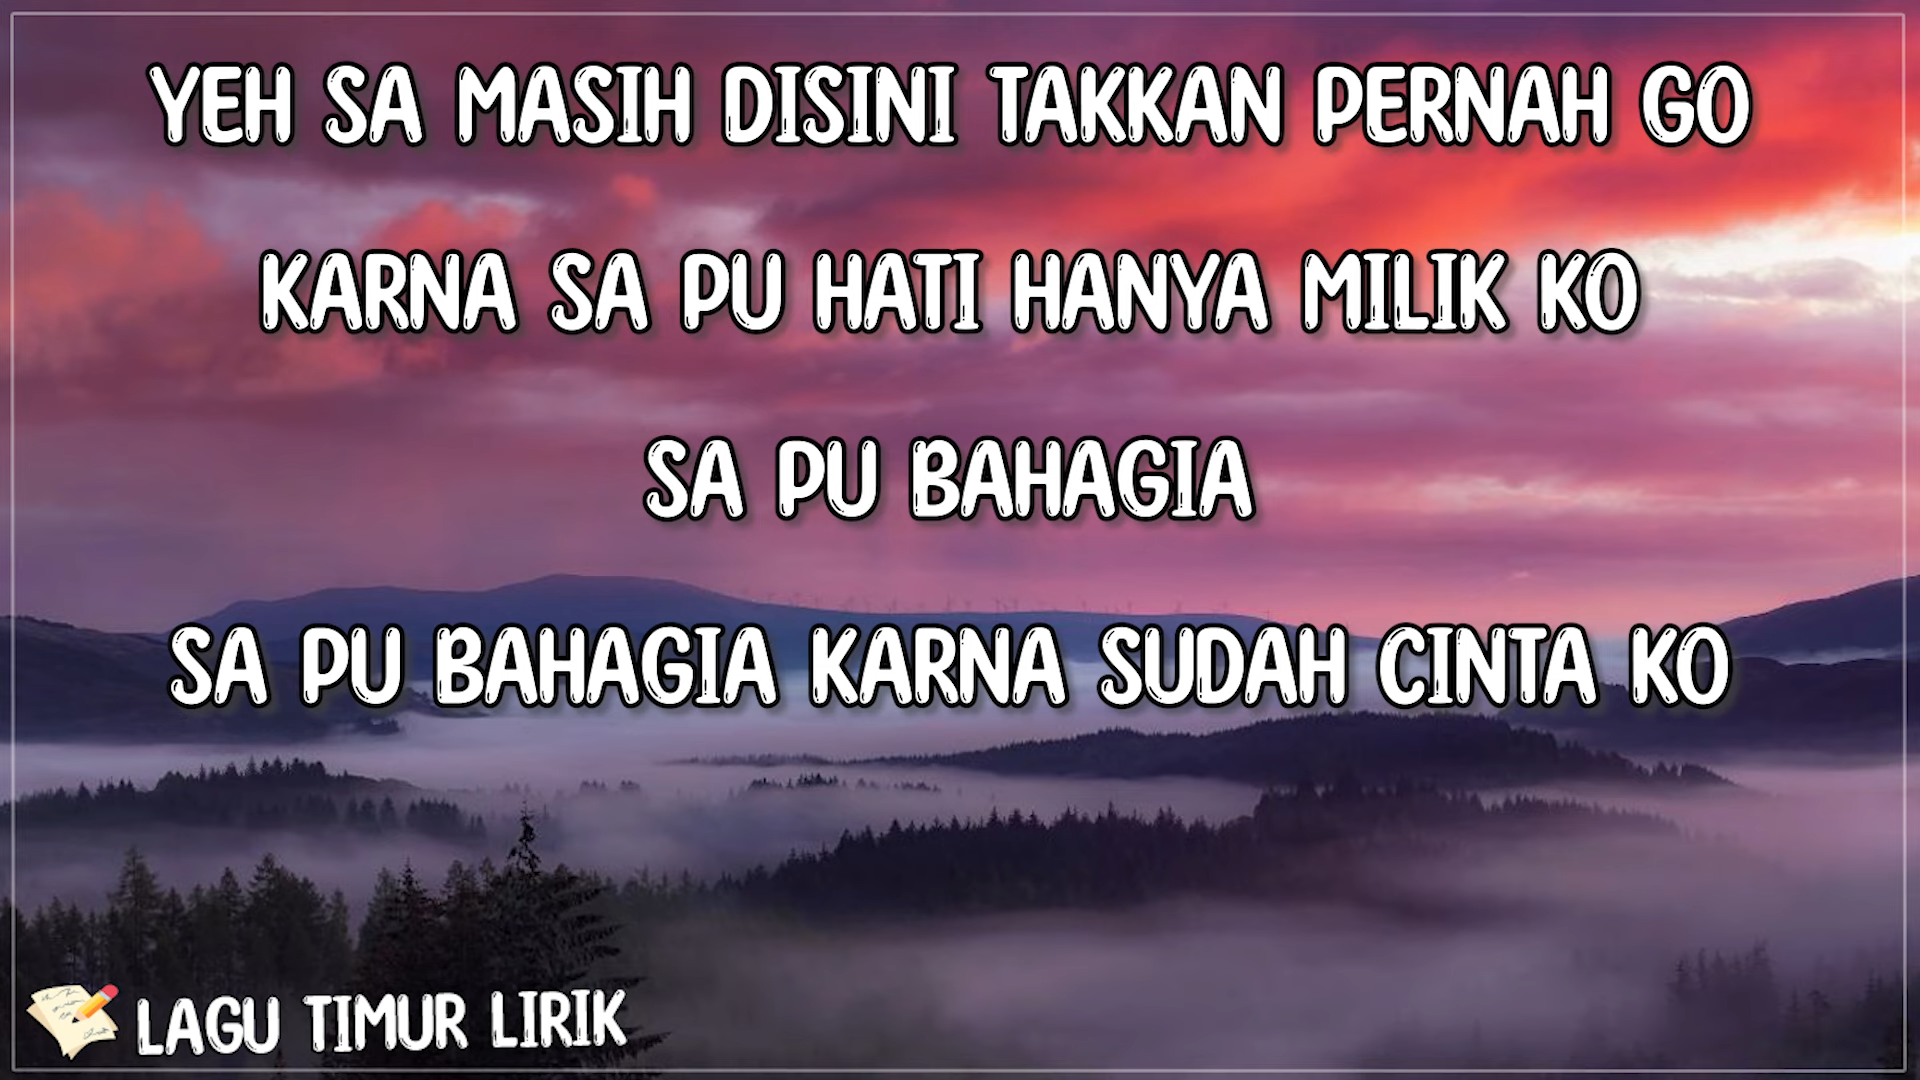 YEH SA MASIH DISINI TAKKAN PERNAH GO
KARNA SA PU HATI HANYA MILIK KO
SA PU BAHAGIA
SA PU BAHAGIA KARNA SUDAH CINTA KO
LAGU TIMUR LIRIK